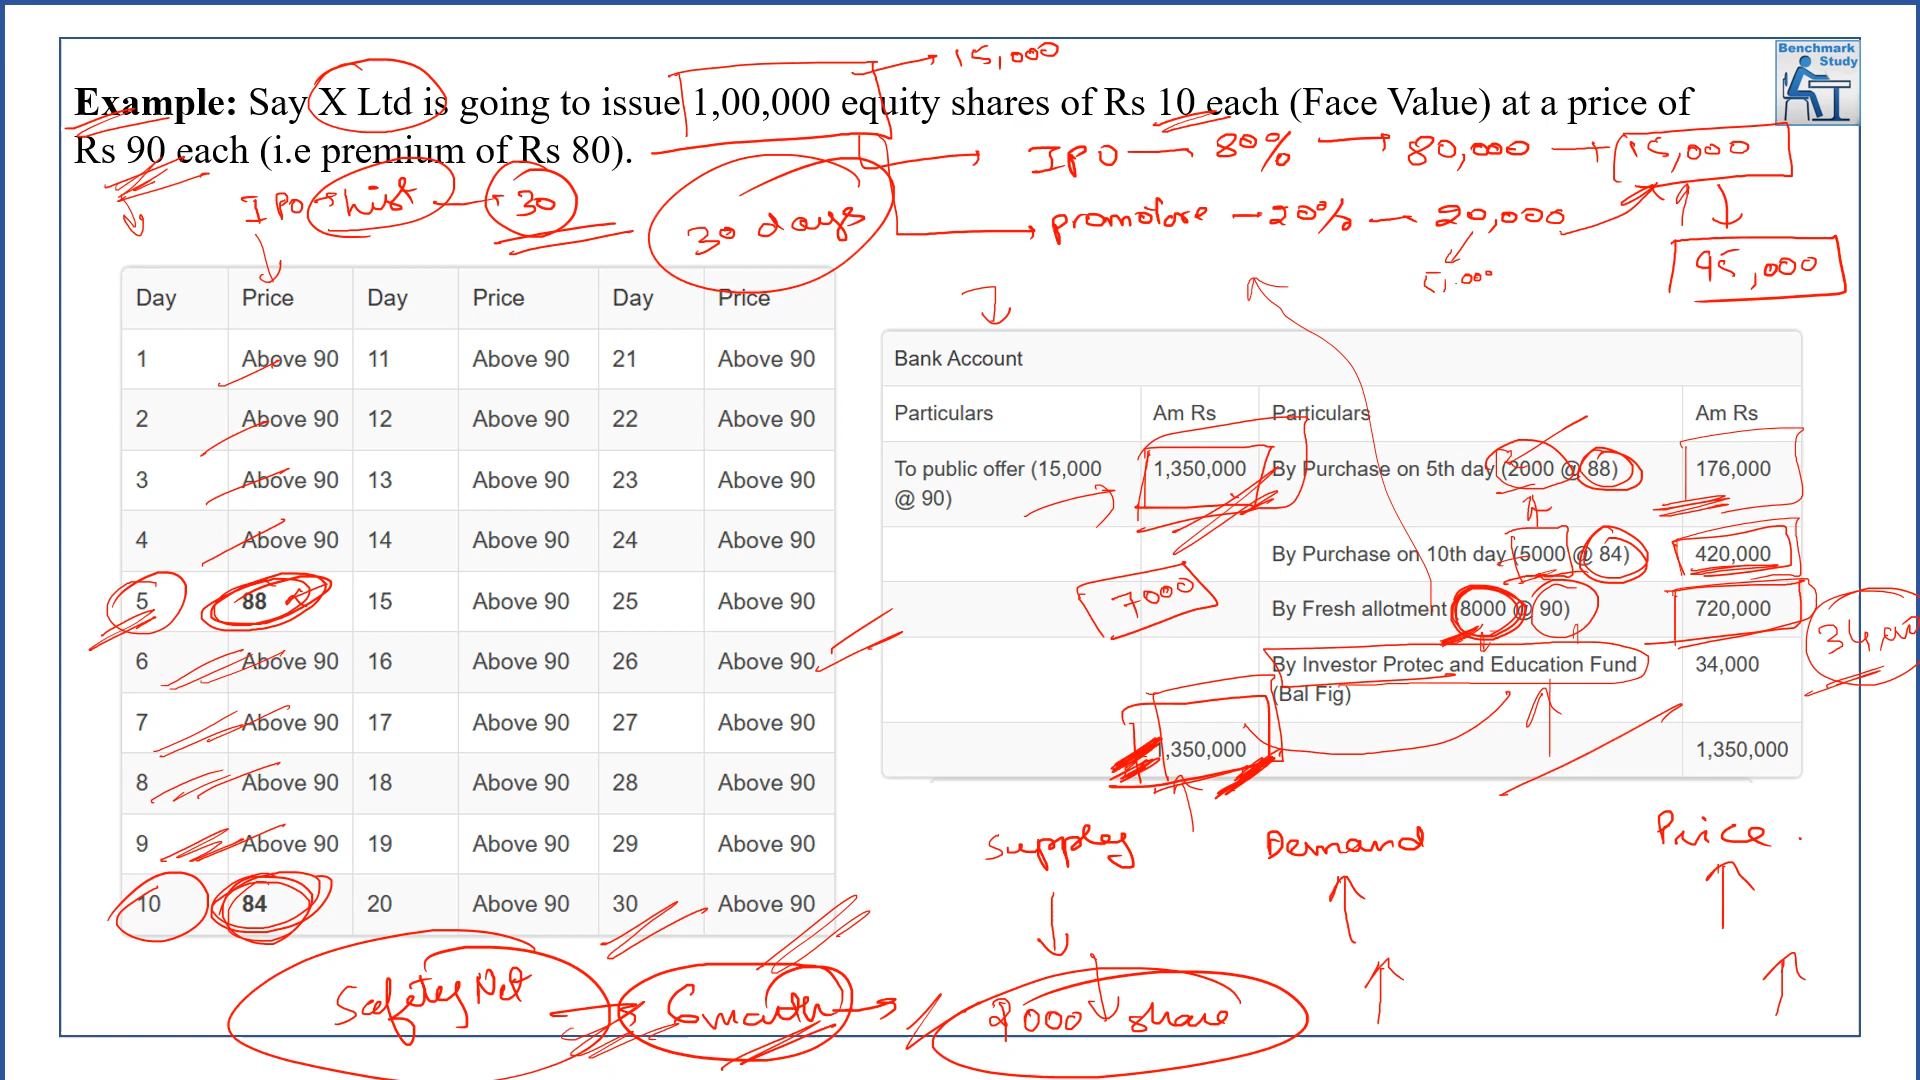 Benchmark
Study
15,000
Example: Say X Ltd is going to issue 1,00,000 equity shares of Rs 10 each (Face Value) at a price of
Rs 90 each (i.e premium of Rs 80).
IPO → 80% → 80,000 → 15,000
IPO → list → 30
30 days
promotore - 20% - 20,000
5,000
95,000
Day Price Day Price Day Price
1 Above 90 11 Above 90 21 Above 90
2 Above 90 12 Above 90 22 Above 90
3 Above 90 13 Above 90 23 Above 90
4 Above 90 14 Above 90 24 Above 90
5 88 15 Above 90 25 Above 90
6 Above 90 16 Above 90 26 Above 90
7 Above 90 17 Above 90 27 Above 90
8 Above 90 18 Above 90 28 Above 90
9 Above 90 19 Above 90 29 Above 90
10 84 20 Above 90 30 Above 90
Bank Account
Particulars Am Rs Particulars Am Rs
To public offer (15,000 @ 90) 1,350,000 By Purchase on 5th day (2000 @ 88) 176,000
By Purchase on 10th day (5000 @ 84) 420,000
7000
By Fresh allotment (8000 @ 90) 720,000
34,000
By Investor Protec and Education Fund
(Bal Fig) 34,000
1,350,000 1,350,000
Supply Demand Price
Safety Net → 6 month → 1000 share